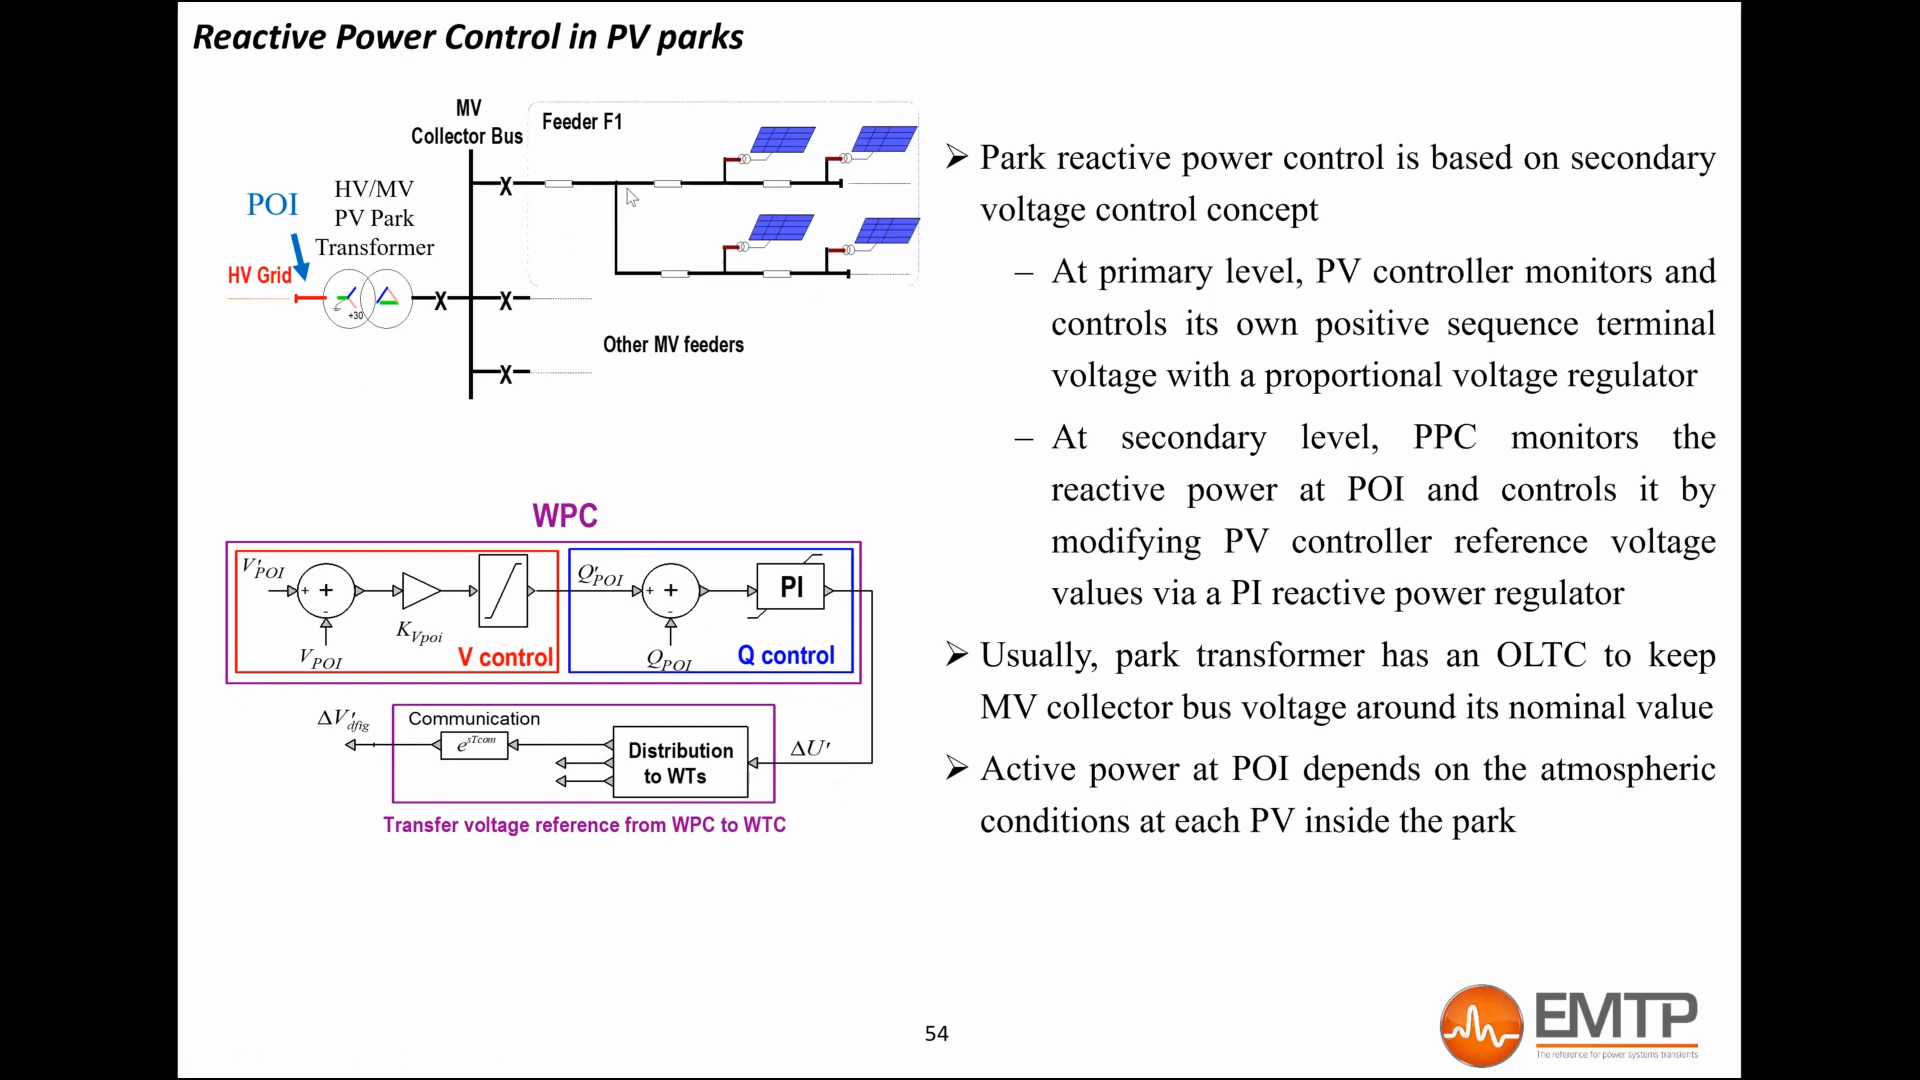 Reactive Power Control in PV parks
MV
Collector Bus
Feeder F1
POI
HV/MV
PV Park
Transformer
HV Grid
+30
Other MV feeders
➢ Park reactive power control is based on secondary
voltage control concept
– At primary level, PV controller monitors and
controls its own positive sequence terminal
voltage with a proportional voltage regulator
– At secondary level, PPC monitors the
reactive power at POI and controls it by
modifying PV controller reference voltage
values via a PI reactive power regulator
➢ Usually, park transformer has an OLTC to keep
MV collector bus voltage around its nominal value
➢ Active power at POI depends on the atmospheric
conditions at each PV inside the park
WPC
V'POI
+ + -
VPOI
KVpoi
V control
Q'POI
+ + -
QPOI
PI
Q control
ΔV'dfig
Communication
esTcom
Distribution
to WTs
ΔU'
Transfer voltage reference from WPC to WTC
54
EMTP
The reference for power systems transients